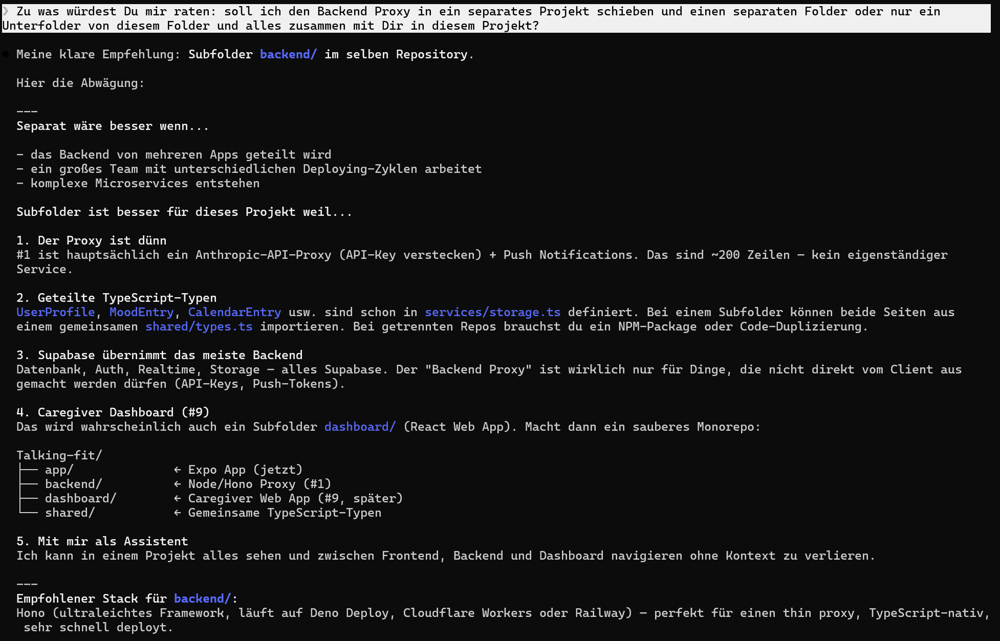 ❯ Zu was würdest Du mir raten: soll ich den Backend Proxy in ein separates Projekt schieben und einen separaten Folder oder nur ein
Unterfolder von diesem Folder und alles zusammen mit Dir in diesem Projekt?
● Meine klare Empfehlung: Subfolder backend/ im selben Repository.
Hier die Abwägung:
---
Separat wäre besser wenn...
- das Backend von mehreren Apps geteilt wird
- ein großes Team mit unterschiedlichen Deploying-Zyklen arbeitet
- komplexe Microservices entstehen
Subfolder ist besser für dieses Projekt weil...
1. Der Proxy ist dünn
#1 ist hauptsächlich ein Anthropic-API-Proxy (API-Key verstecken) + Push Notifications. Das sind ~200 Zeilen — kein eigenständiger
Service.
2. Geteilte TypeScript-Typen
UserProfile, MoodEntry, CalendarEntry usw. sind schon in services/storage.ts definiert. Bei einem Subfolder können beide Seiten aus
einem gemeinsamen shared/types.ts importieren. Bei getrennten Repos brauchst du ein NPM-Package oder Code-Duplizierung.
3. Supabase übernimmt das meiste Backend
Datenbank, Auth, Realtime, Storage — alles Supabase. Der "Backend Proxy" ist wirklich nur für Dinge, die nicht direkt vom Client aus
gemacht werden dürfen (API-Keys, Push-Tokens).
4. Caregiver Dashboard (#9)
Das wird wahrscheinlich auch ein Subfolder dashboard/ (React Web App). Macht dann ein sauberes Monorepo:
Talking-fit/
├── app/ ← Expo App (jetzt)
├── backend/ ← Node/Hono Proxy (#1)
├── dashboard/ ← Caregiver Web App (#9, später)
└── shared/ ← Gemeinsame TypeScript-Typen
5. Mit mir als Assistent
Ich kann in einem Projekt alles sehen und zwischen Frontend, Backend und Dashboard navigieren ohne Kontext zu verlieren.
---
Empfohlener Stack für backend/:
Hono (ultraleichtes Framework, läuft auf Deno Deploy, Cloudflare Workers oder Railway) — perfekt für einen thin proxy, TypeScript-nativ,
sehr schnell deployt.